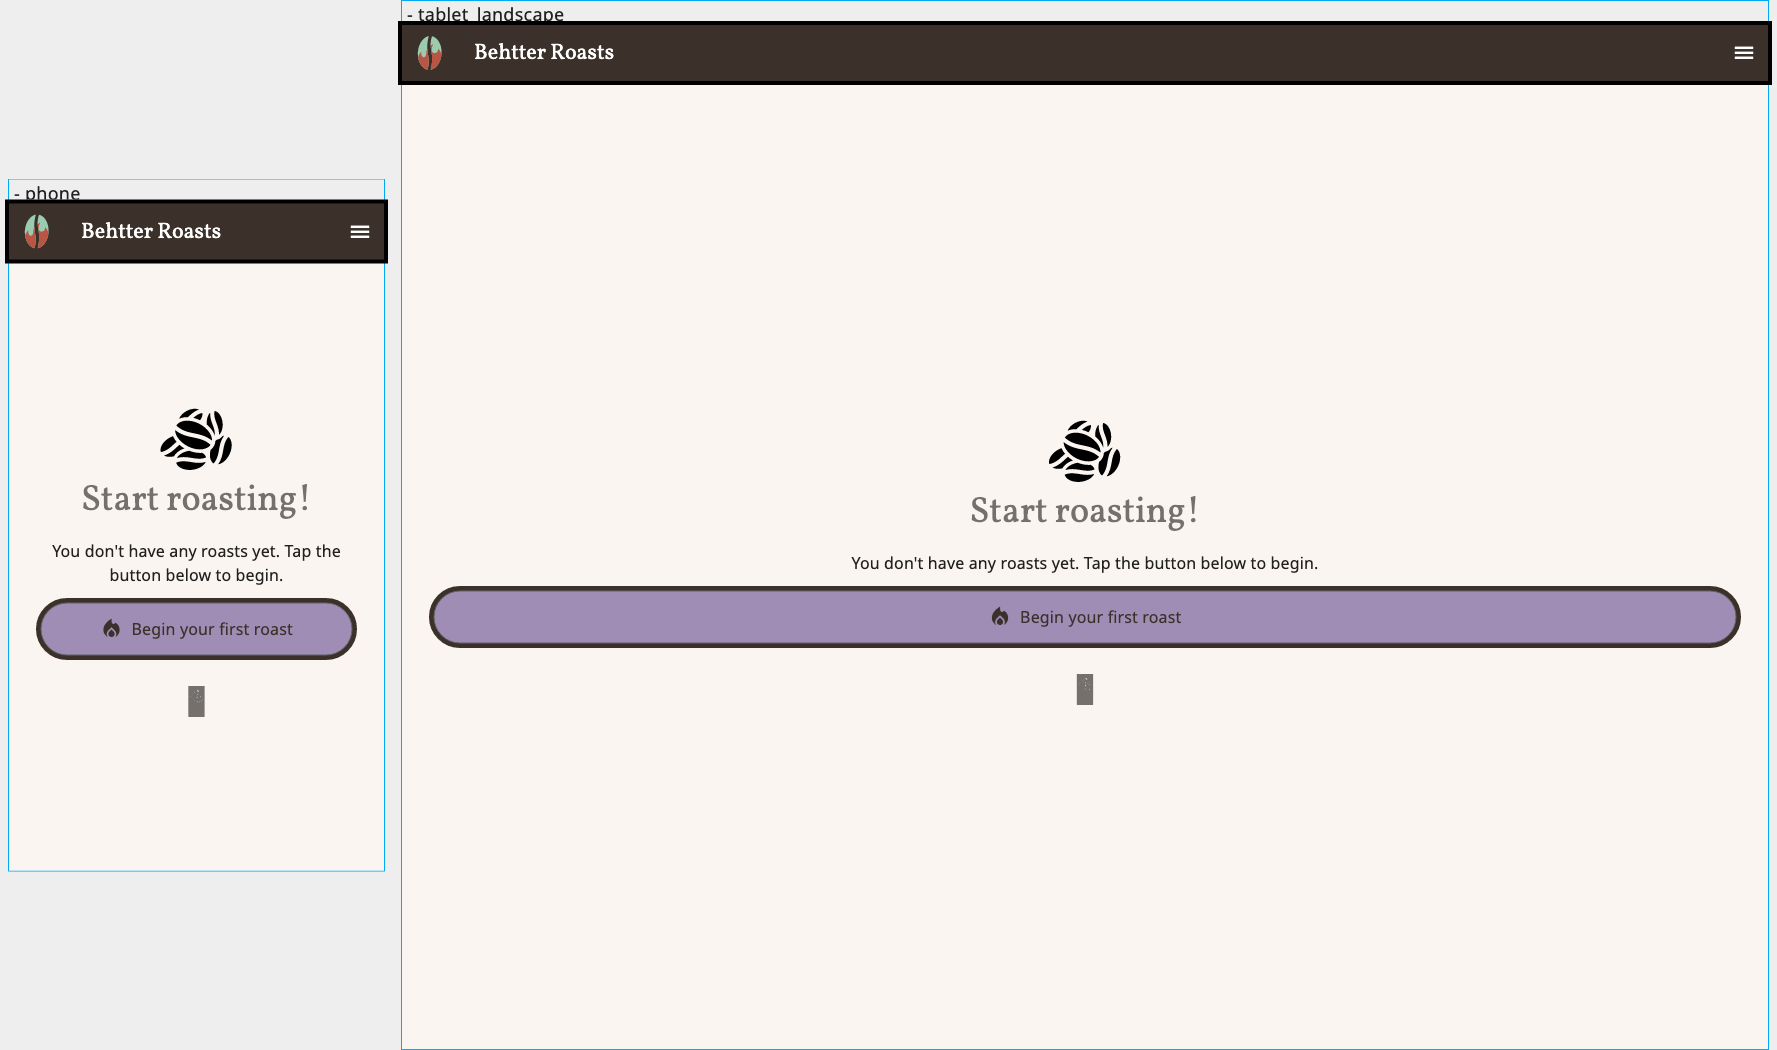 - tablet_landscape
Behtter Roasts
- phone
Behtter Roasts
Start roasting!
You don't have any roasts yet. Tap the
button below to begin.
Begin your first roast
Start roasting!
You don't have any roasts yet. Tap the button below to begin.
Begin your first roast